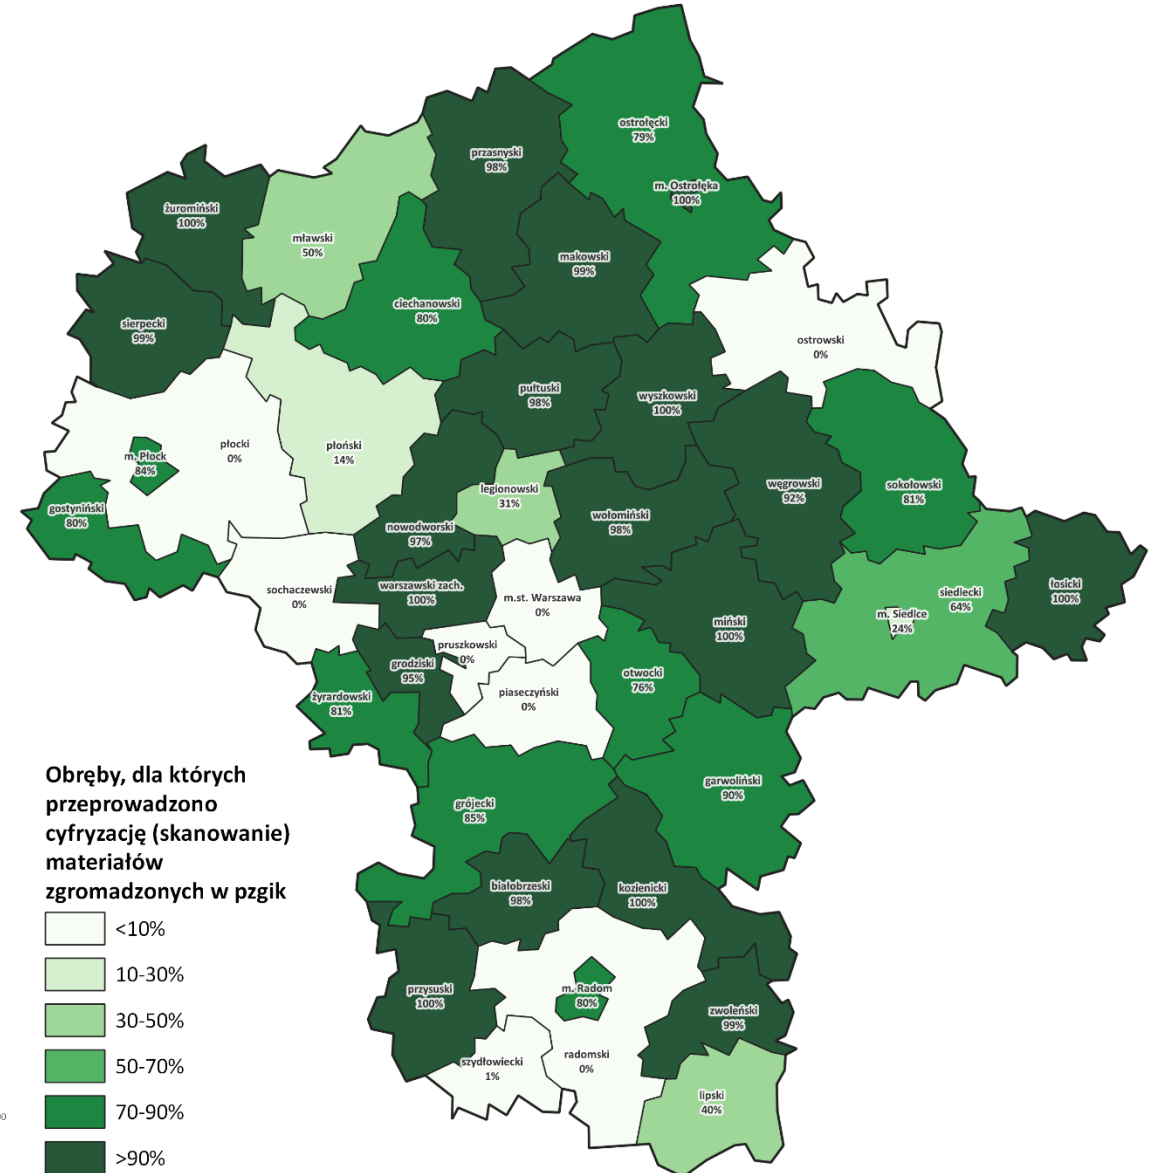 ostrołęcki
79%
przasnyski
98%
m. Ostrołęka
100%
żuromiński
100%
mławski
50%
makowski
99%
ciechanowski
80%
sierpecki
99%
ostrowski
0%
pułtuski
98%
wyszkowski
100%
płocki
0%
płoński
14%
m. Płock
84%
legionowski
31%
węgrowski
92%
sokołowski
81%
gostyniński
80%
nowodworski
97%
wołomiński
98%
sochaczewski
0%
warszawski zach.
100%
m.st. Warszawa
0%
siedlecki
64%
łosicki
100%
m. Siedlce
24%
miński
100%
pruszkowski
0%
grodziski
95%
otwocki
76%
żyrardowski
81%
piaseczyński
0%
garwoliński
90%
grójecki
85%
białobrzeski
98%
kozienicki
100%
przysuski
100%
m. Radom
80%
zwoleński
99%
szydłowiecki
1%
radomski
0%
lipski
40%
Obręby, dla których
przeprowadzono
cyfryzację (skanowanie)
materiałów
zgromadzonych w pzgik
<10%
10-30%
30-50%
50-70%
70-90%
>90%